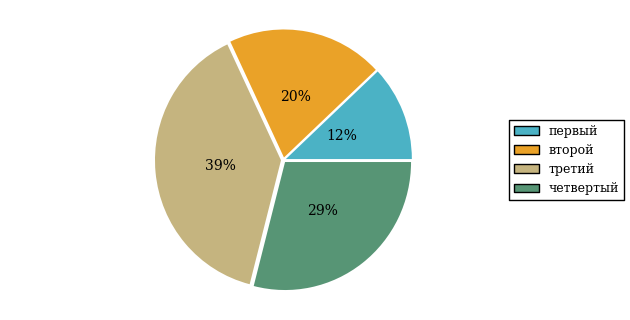 20%
12%
39%
29%
первый
второй
третий
четвертый